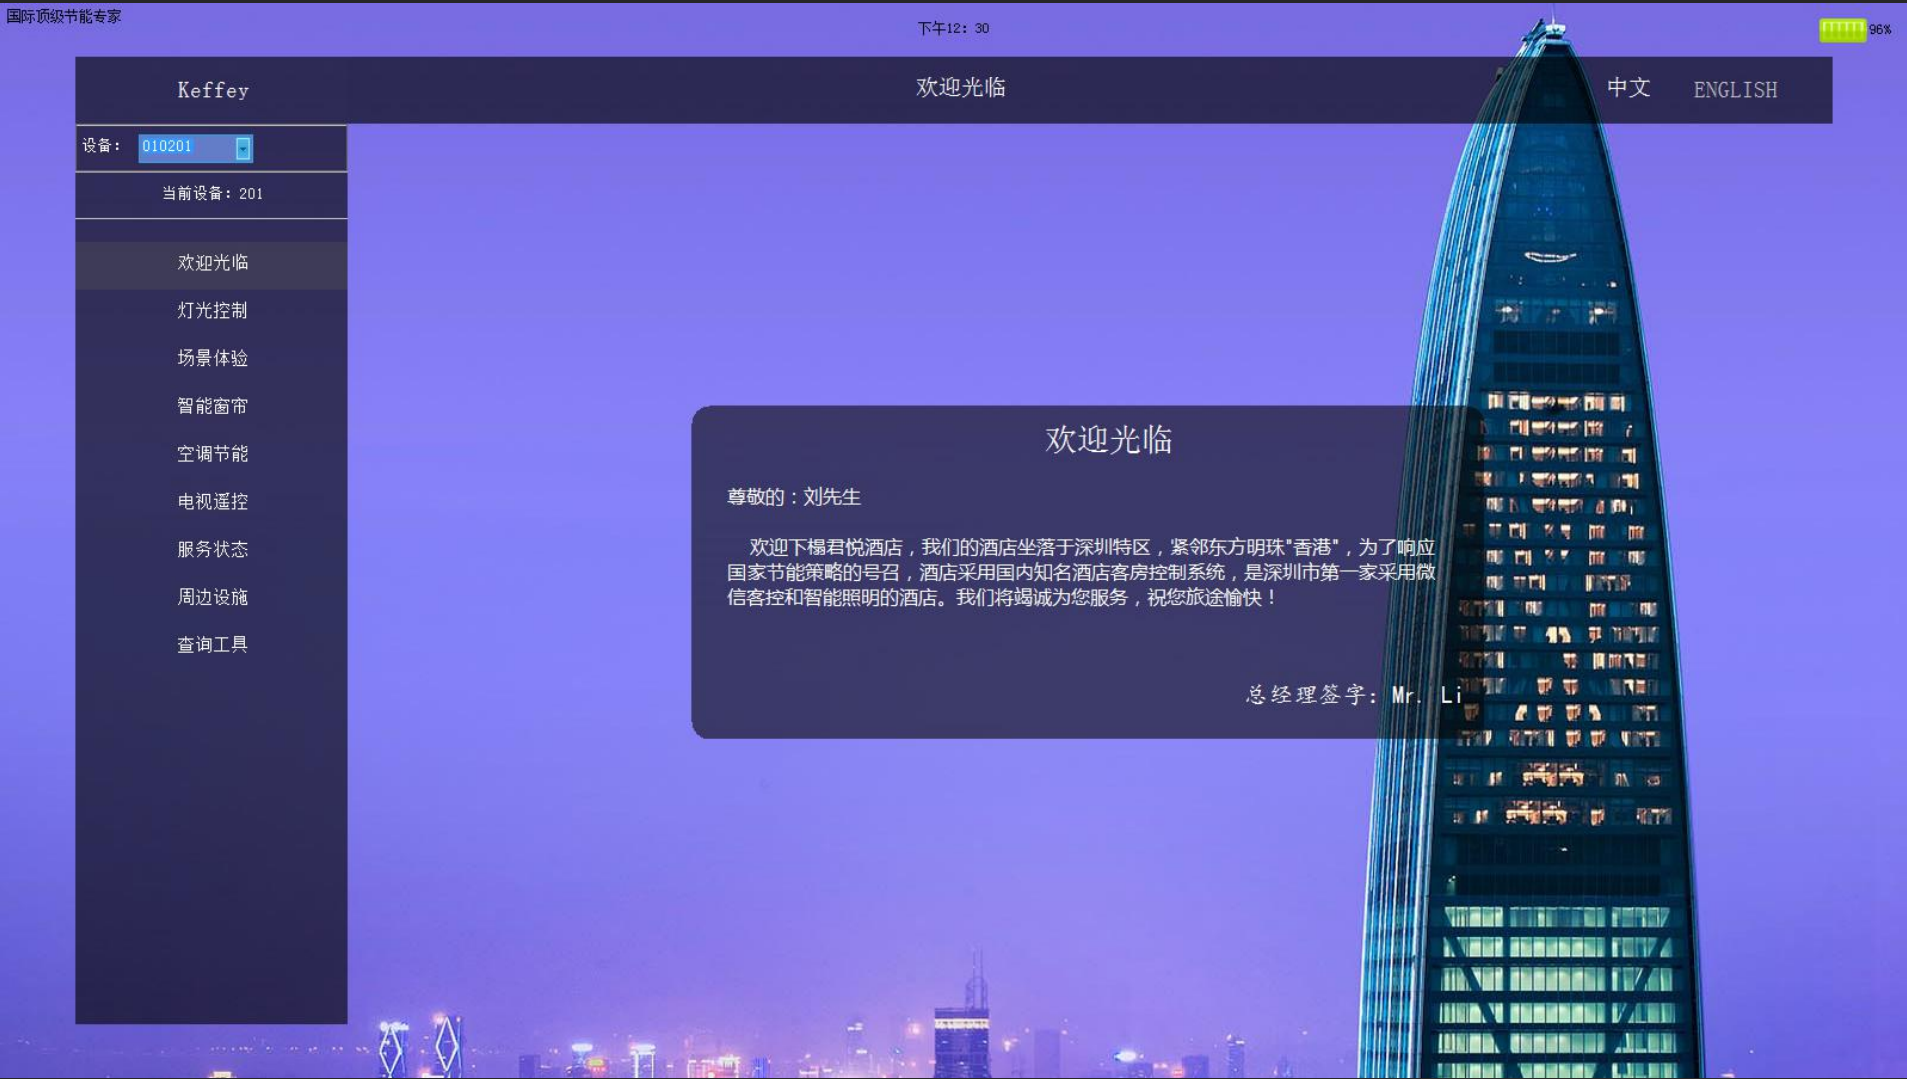 国际顶级节能专家
下午12: 30
96%
Keffey
欢迎光临
中文
ENGLISH
设备:
010201
当前设备: 201
欢迎光临
灯光控制
场景体验
智能窗帘
空调节能
电视遥控
服务状态
周边设施
查询工具
欢迎光临
尊敬的：刘先生
欢迎下榻君悦酒店，我们的酒店坐落于深圳特区，紧邻东方明珠"香港"，为了响应
国家节能策略的号召，酒店采用国内知名酒店客房控制系统，是深圳市第一家采用微
信客控和智能照明的酒店。我们将竭诚为您服务，祝您旅途愉快！
总经理签字: Mr. Li